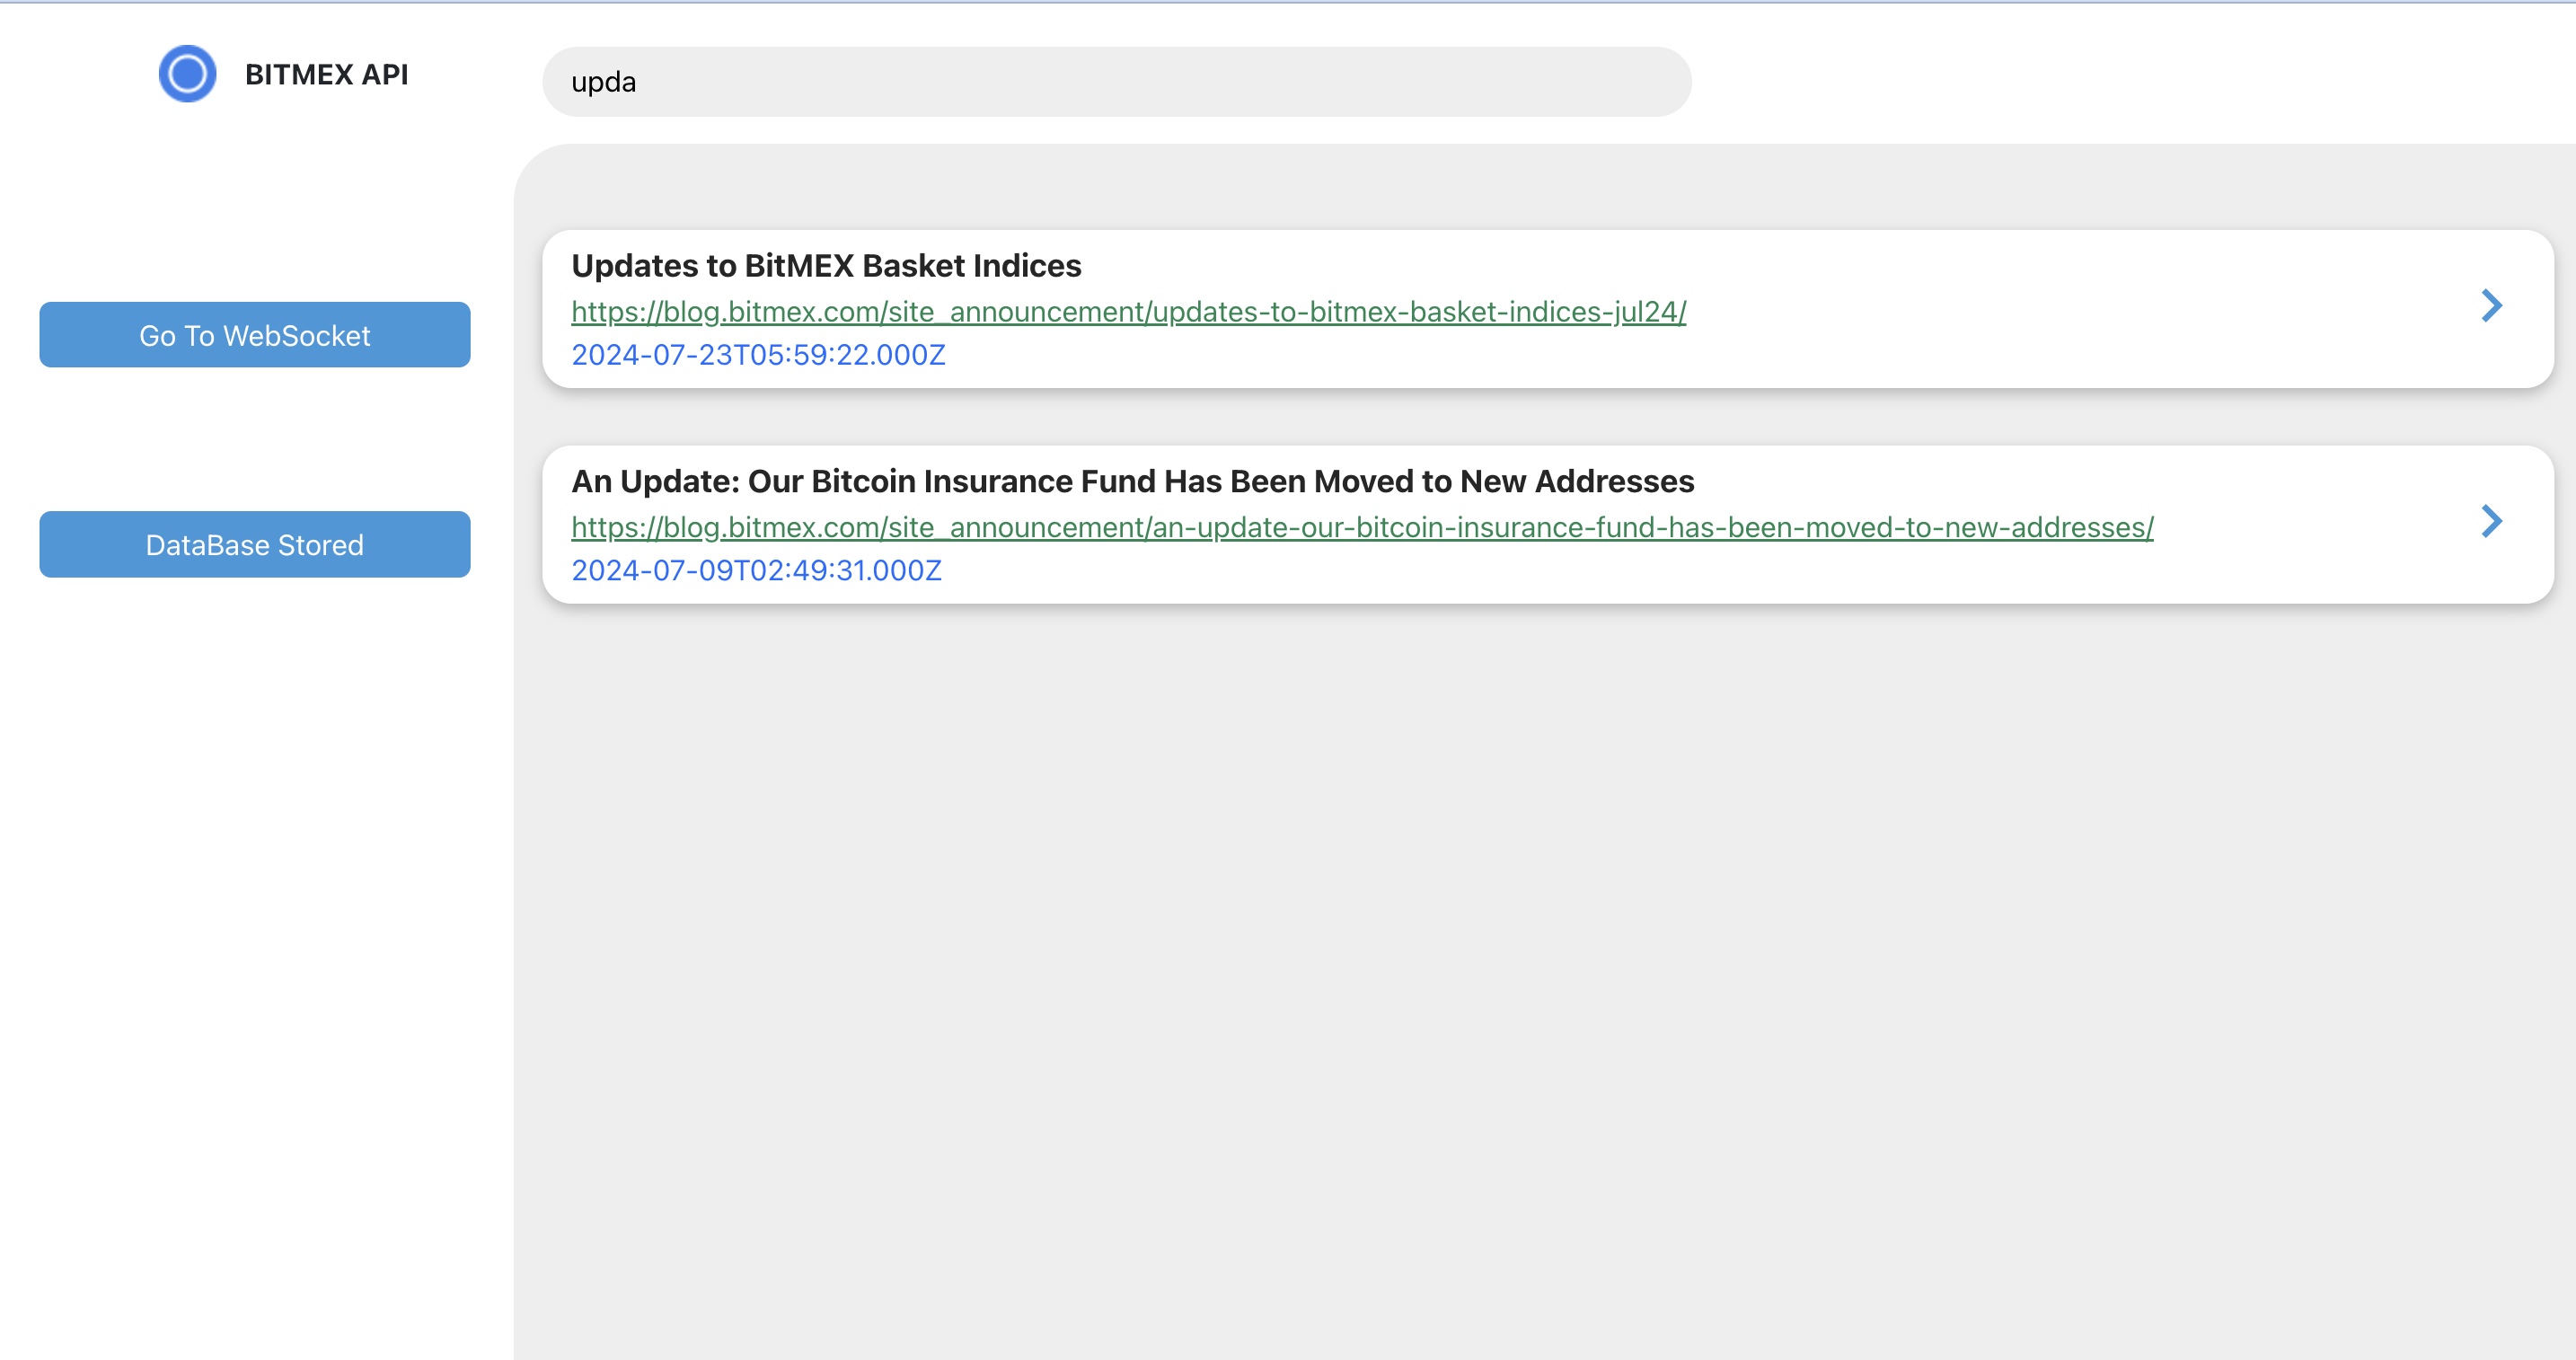 BITMEX API
upda
Go To WebSocket
DataBase Stored
Updates to BitMEX Basket Indices
https://blog.bitmex.com/site_announcement/updates-to-bitmex-basket-indices-jul24/
2024-07-23T05:59:22.000Z
An Update: Our Bitcoin Insurance Fund Has Been Moved to New Addresses
https://blog.bitmex.com/site_announcement/an-update-our-bitcoin-insurance-fund-has-been-moved-to-new-addresses/
2024-07-09T02:49:31.000Z